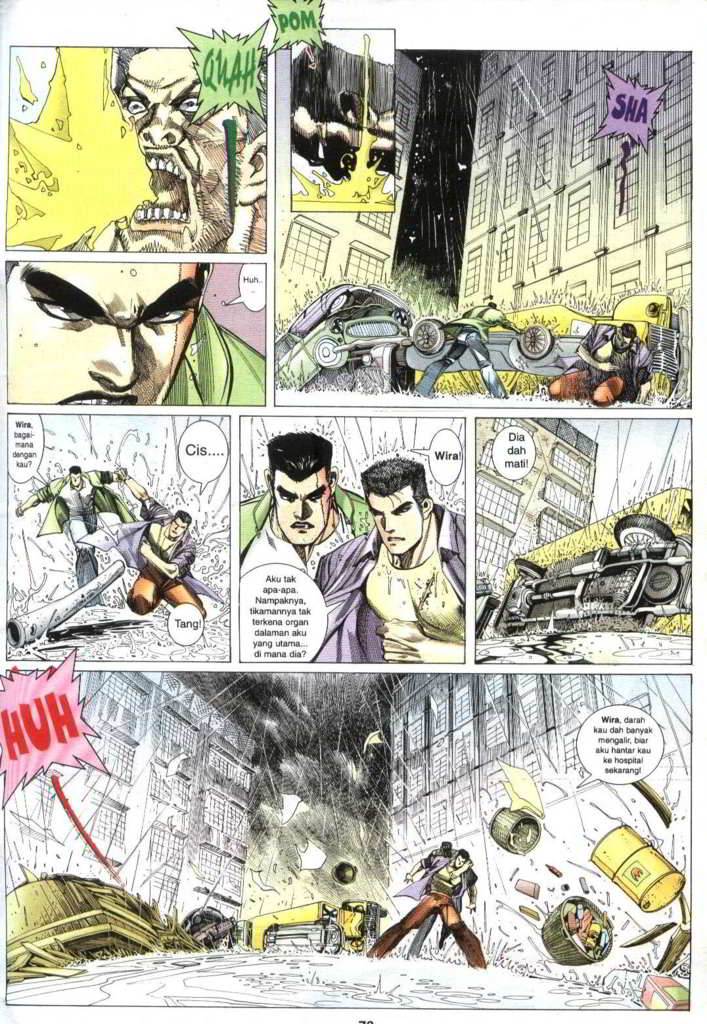 QUAH
POM
SHA
Huh..
Wira,
bagai-
mana
dengan
kau?
Cis....
Tang!
Wira!
Aku tak
apa-apa.
Nampaknya,
tikamannya tak
terkena organ
dalaman aku
yang utama...
di mana dia?
Dia
dah
mati!
HUH
Wira, darah
kau dah banyak
mengalir, biar
aku hantar kau
ke hospital
sekarang!